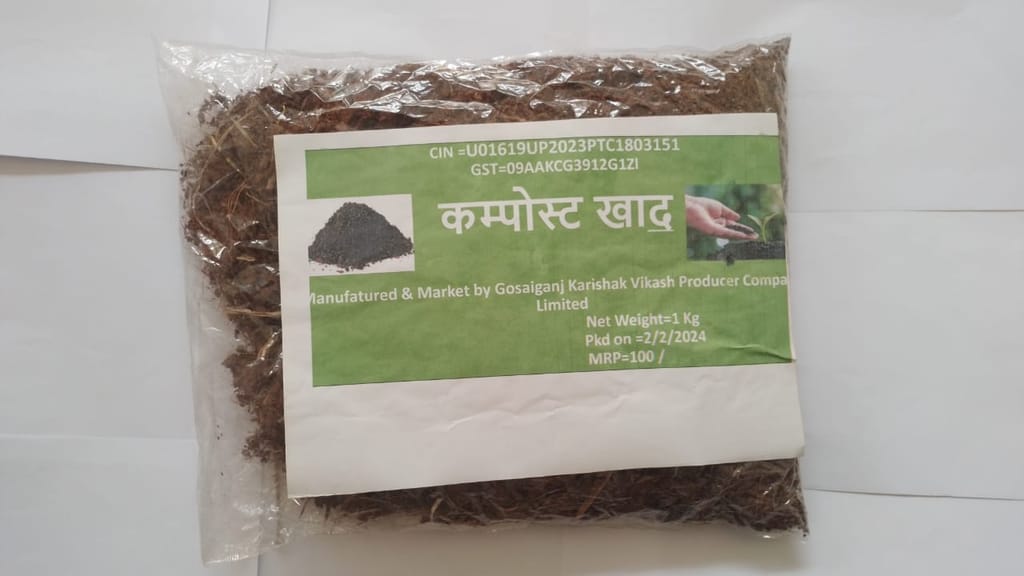 CIN =U01619UP2023PTC1803151
GST=09AAKCG3912G1ZI
कम्पोस्ट खाद
Manufatured & Market by Gosaiganj Karishak Vikash Producer Compa
Limited
Net Weight=1 Kg
Pkd on =2/2/2024
MRP=100 /